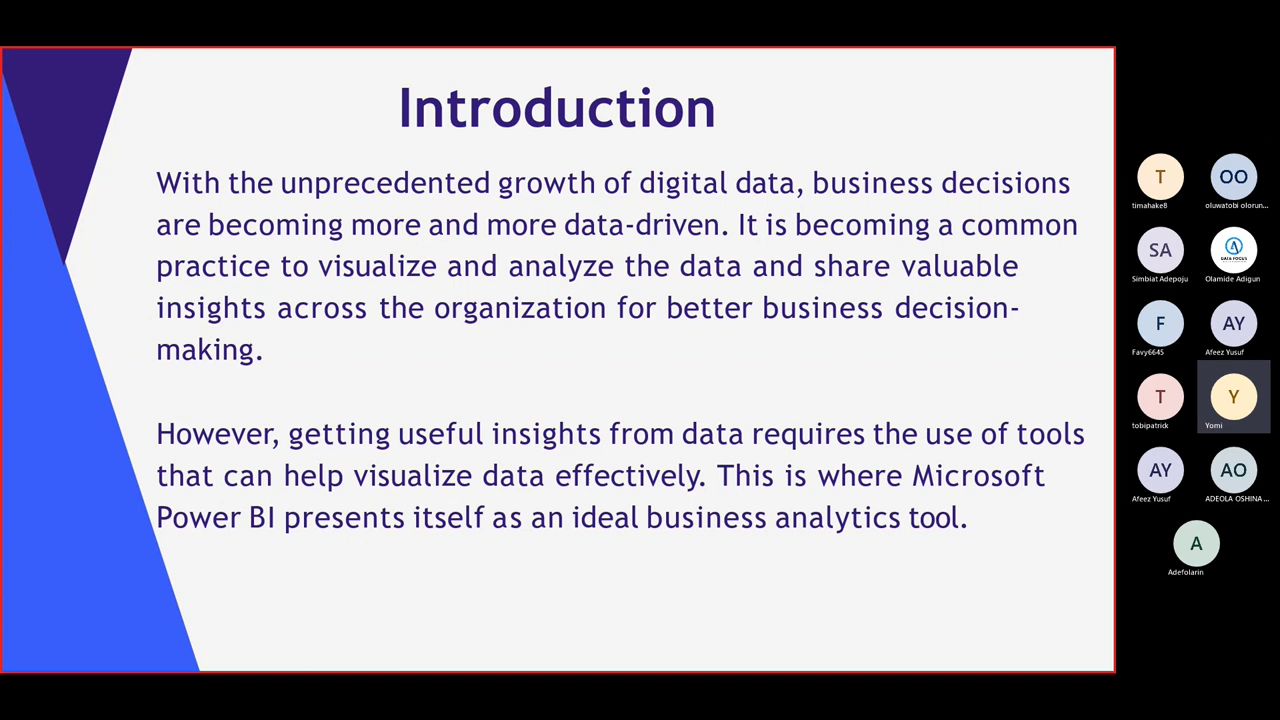 Introduction
With the unprecedented growth of digital data, business decisions
are becoming more and more data-driven. It is becoming a common
practice to visualize and analyze the data and share valuable
insights across the organization for better business decision-
making.
However, getting useful insights from data requires the use of tools
that can help visualize data effectively. This is where Microsoft
Power BI presents itself as an ideal business analytics tool.
T
timahake8
OO
oluwatobi olorun...
SA
Simbiat Adepoju
DATA FOCUS
Olamide Adigun
F
Favy6645
AY
Afeez Yusuf
T
tobipatrick
Y
Yomi
AY
Afeez Yusuf
AO
ADEOLA OSHINA...
A
Adefolarin